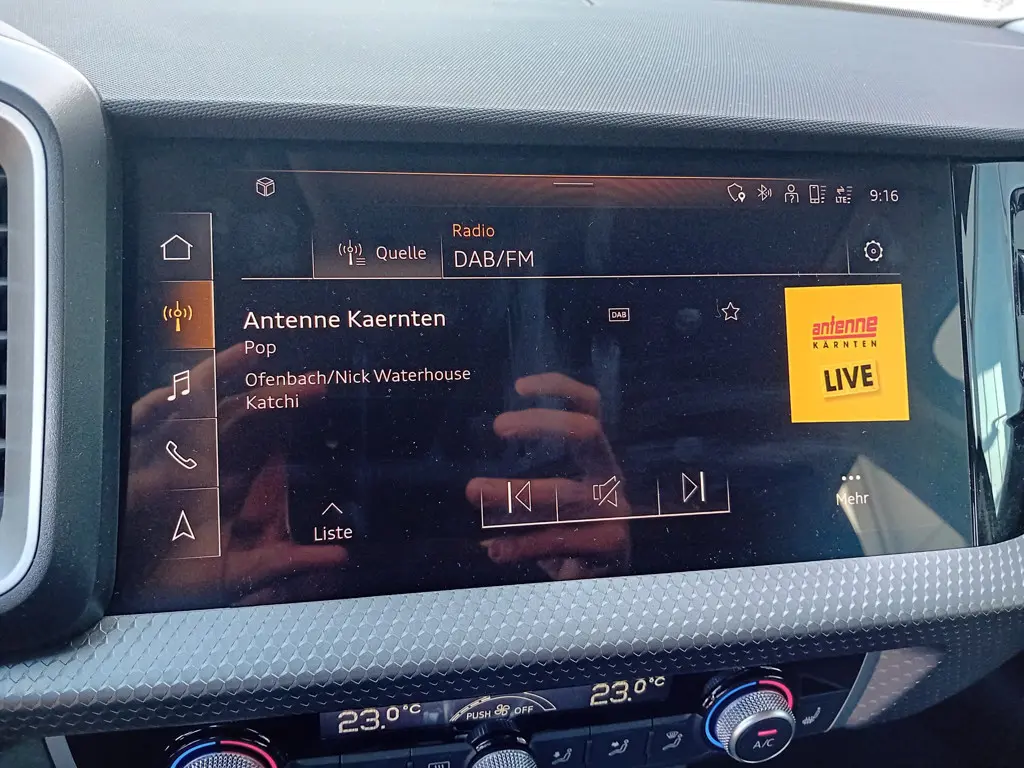 LTE
9:16
Radio
Quelle
DAB/FM
Antenne Kaernten
DAB
Pop
Ofenbach/Nick Waterhouse
Katchi
antenne
KÄRNTEN
LIVE
Liste
Mehr
23.0°C
PUSH OFF
23.0°C
A/C